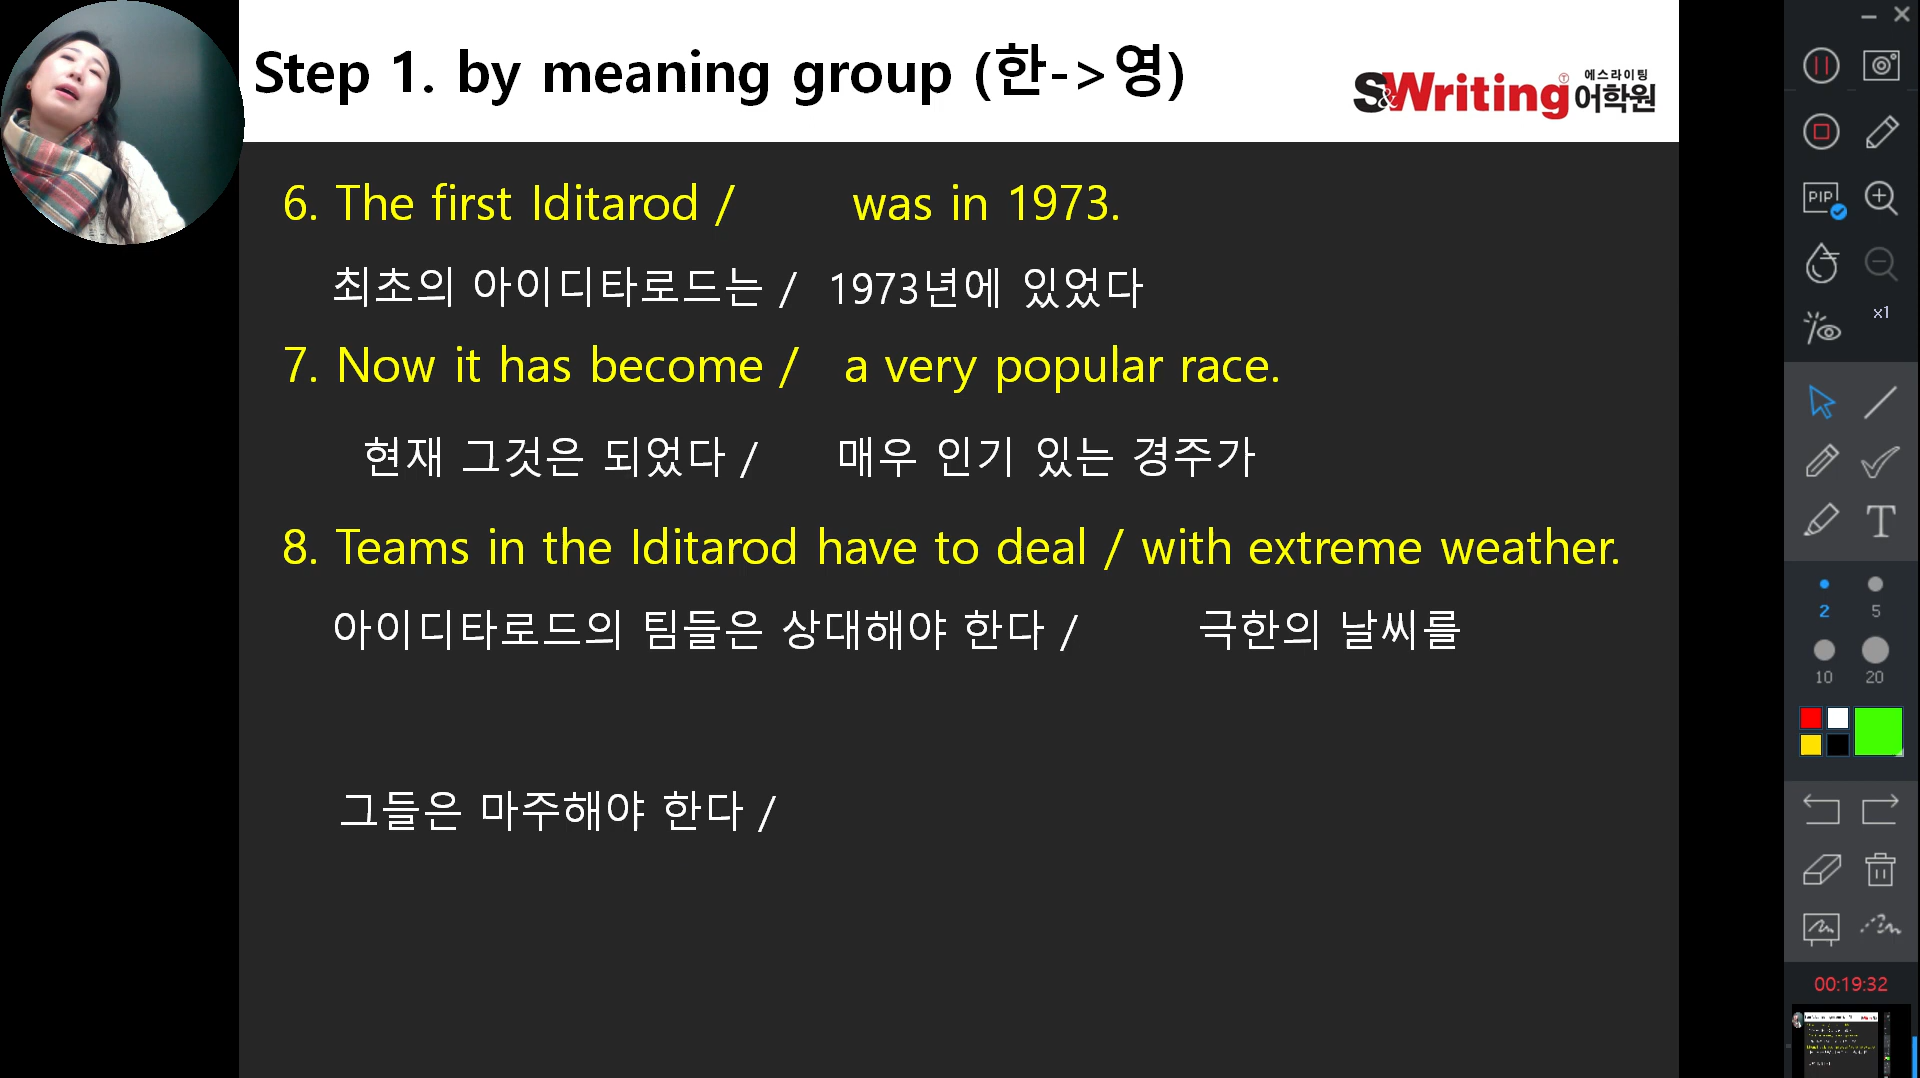 Step 1. by meaning group (한->영)
S&Writing 에스라이팅 어학원
6. The first Iditarod / was in 1973.
최초의 아이디타로드는 / 1973년에 있었다
7. Now it has become / a very popular race.
현재 그것은 되었다 / 매우 인기 있는 경주가
8. Teams in the Iditarod have to deal / with extreme weather.
아이디타로드의 팀들은 상대해야 한다 / 극한의 날씨를
그들은 마주해야 한다 /
PIP
x1
T
2 5
10 20
00:19:32